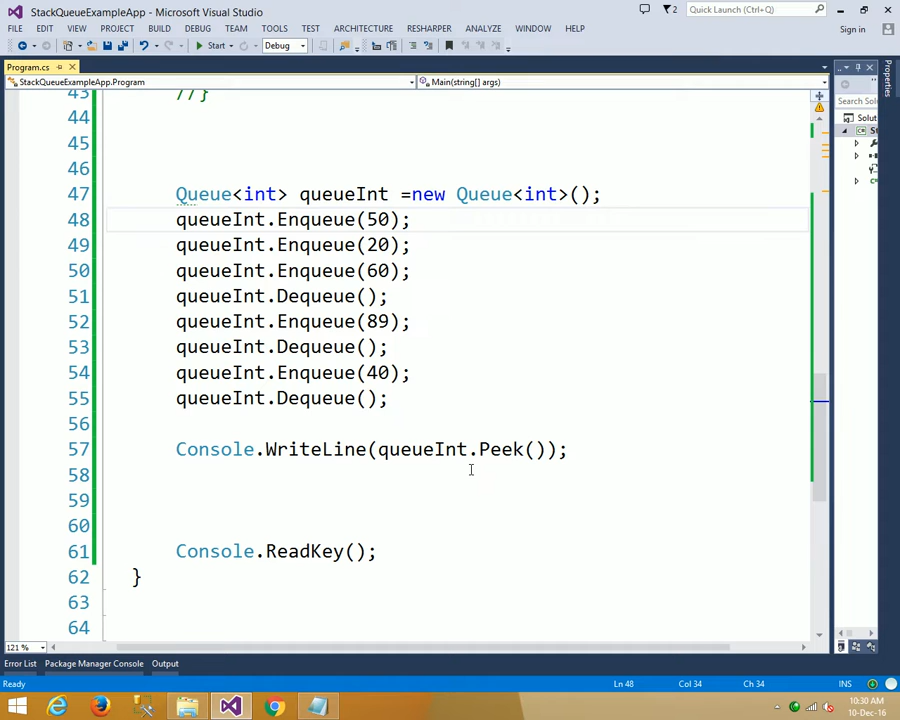 StackQueueExampleApp - Microsoft Visual Studio
2
Quick Launch (Ctrl+Q)
FILE EDIT VIEW PROJECT BUILD DEBUG TEAM TOOLS TEST ARCHITECTURE RESHARPER ANALYZE WINDOW HELP
Sign in
Start Debug
Program.cs
Properties
StackQueueExampleApp.Program
Main(string[] args)
Search Solu
43 //}
44
Solut
45
St
46
47 Queue<int> queueInt =new Queue<int>();
48 queueInt.Enqueue(50);
49 queueInt.Enqueue(20);
50 queueInt.Enqueue(60);
51 queueInt.Dequeue();
52 queueInt.Enqueue(89);
53 queueInt.Dequeue();
54 queueInt.Enqueue(40);
55 queueInt.Dequeue();
56
57 Console.WriteLine(queueInt.Peek());
58
59
60
61 Console.ReadKey();
62 }
63
64
121 %
Error List Package Manager Console Output
Ready
Ln 48 Col 34 Ch 34 INS
10:30 AM
10-Dec-16